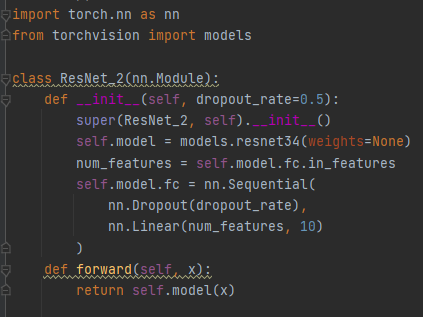 import torch.nn as nn
from torchvision import models

class ResNet_2(nn.Module):
    def __init__(self, dropout_rate=0.5):
        super(ResNet_2, self).__init__()
        self.model = models.resnet34(weights=None)
        num_features = self.model.fc.in_features
        self.model.fc = nn.Sequential(
            nn.Dropout(dropout_rate),
            nn.Linear(num_features, 10)
        )
    def forward(self, x):
        return self.model(x)